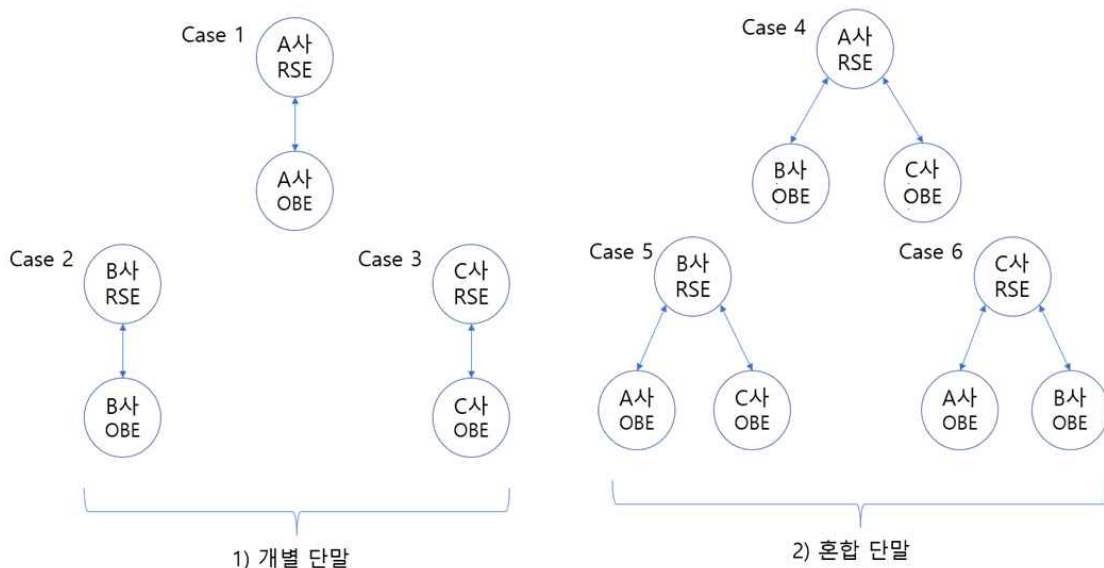 Case 1
A사
RSE
A사
OBE
Case 2
B사
RSE
B사
OBE
Case 3
C사
RSE
C사
OBE
1) 개별 단말
Case 4
A사
RSE
B사
OBE
C사
OBE
Case 5
B사
RSE
A사
OBE
C사
OBE
Case 6
C사
RSE
A사
OBE
B사
OBE
2) 혼합 단말